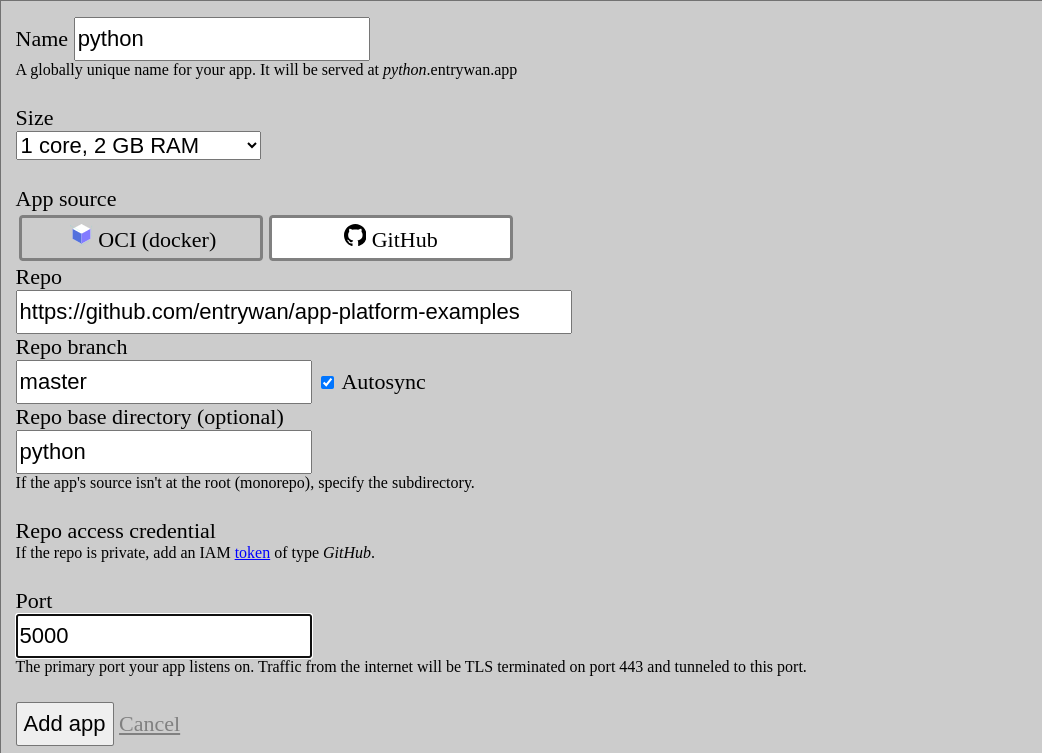 Name python
A globally unique name for your app. It will be served at python.entrywan.app
Size
1 core, 2 GB RAM
App source
OCI (docker) GitHub
Repo
https://github.com/entrywan/app-platform-examples
Repo branch
master Autosync
Repo base directory (optional)
python
If the app's source isn't at the root (monorepo), specify the subdirectory.
Repo access credential
If the repo is private, add an IAM token of type GitHub.
Port
5000
The primary port your app listens on. Traffic from the internet will be TLS terminated on port 443 and tunneled to this port.
Add app Cancel